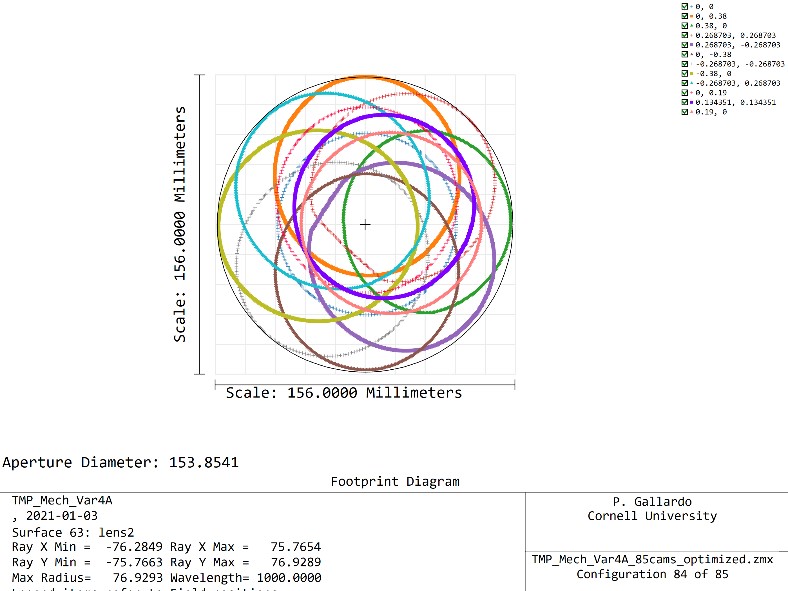 0, 0
0, 0.38
0.38, 0
0.268703, 0.268703
0.268703, -0.268703
0, -0.38
-0.268703, -0.268703
-0.38, 0
-0.268703, 0.268703
0, 0.19
0.134351, 0.134351
0.19, 0
Scale: 156.0000 Millimeters
Scale: 156.0000 Millimeters
Aperture Diameter: 153.8541
Footprint Diagram
TMP_Mech_Var4A
, 2021-01-03
Surface 63: lens2
Ray X Min = -76.2849 Ray X Max = 75.7654
Ray Y Min = -75.7663 Ray Y Max = 76.9289
Max Radius= 76.9293 Wavelength= 1000.0000
P. Gallardo
Cornell University
TMP_Mech_Var4A_85cams_optimized.zmx
Configuration 84 of 85